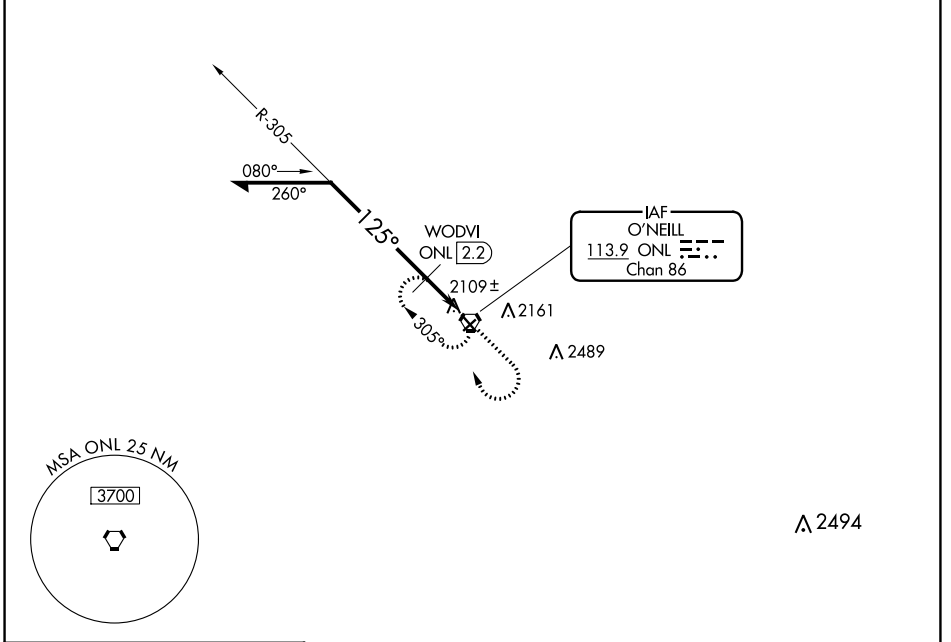 R-305
080°
260°
125°
WODVI
ONL 2.2
IAF
O'NEILL
113.9 ONL
Chan 86
2109±
2161
305°
2489
MSA ONL 25 NM
3700
2494